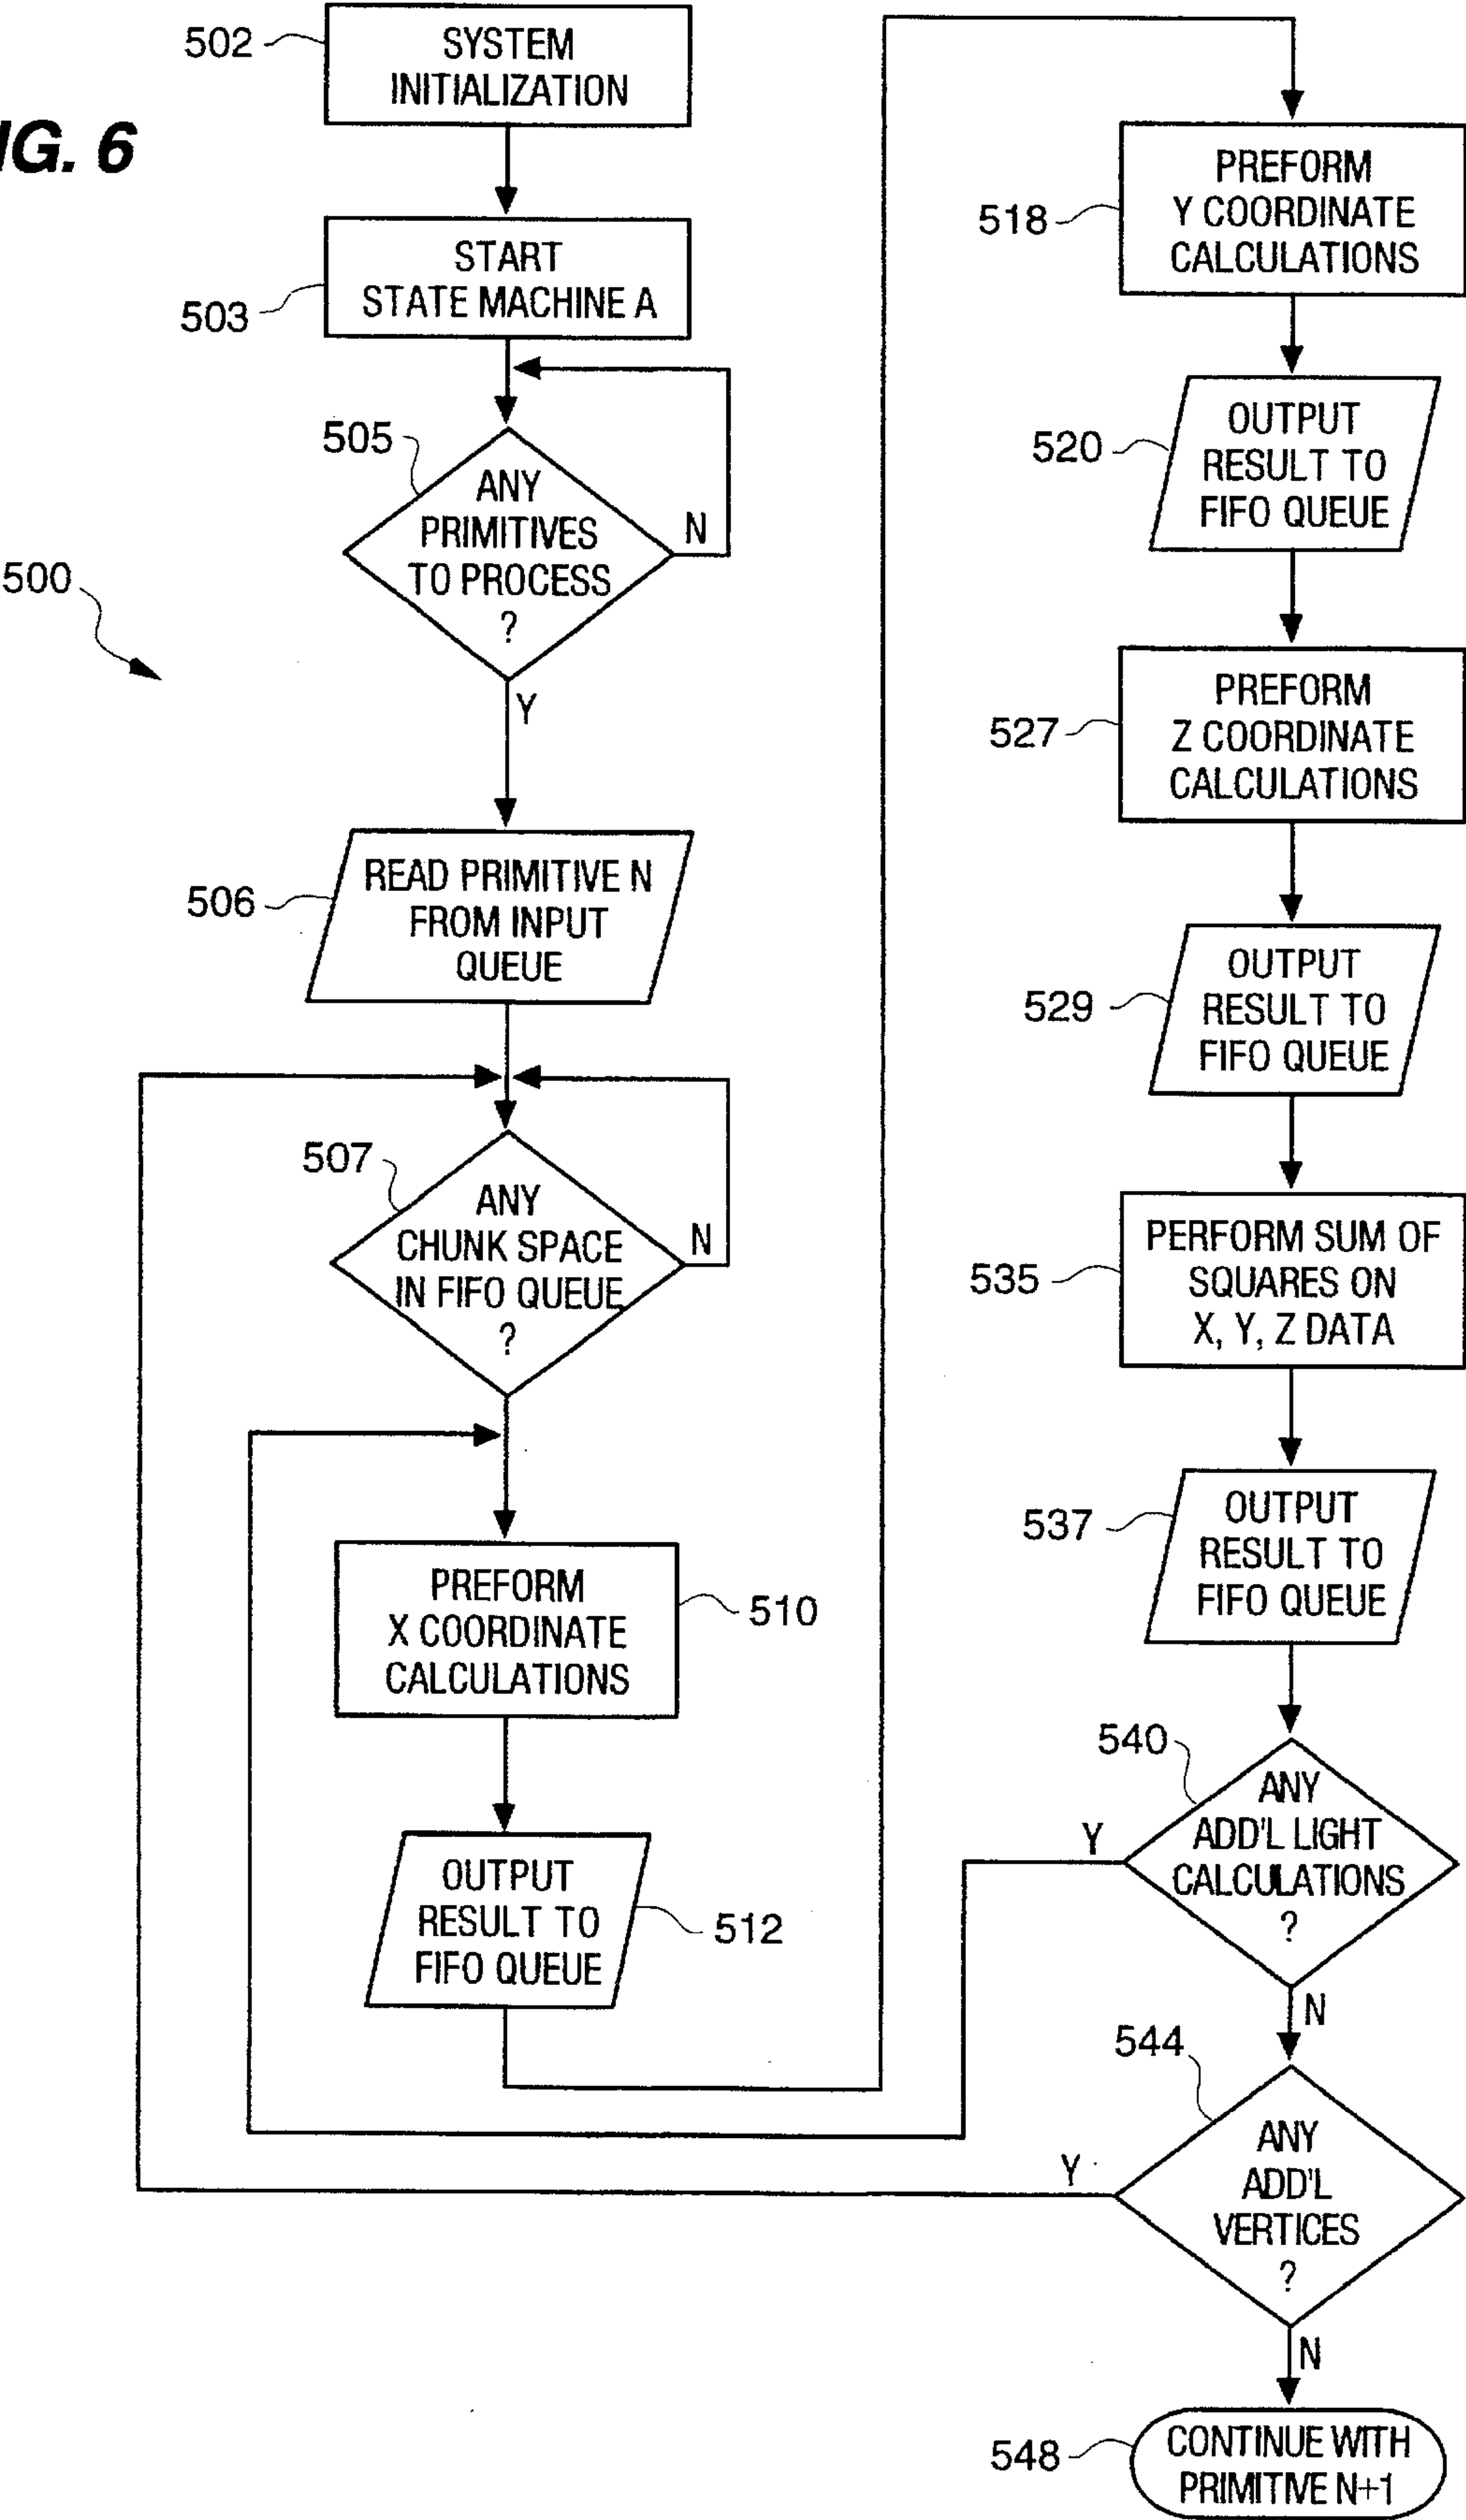 502
SYSTEM
INITIALIZATION
IG. 6
503
START
STATE MACHINE A
505
ANY
PRIMITIVES
TO PROCESS
?
N
Y
500
506
READ PRIMITIVE N
FROM INPUT
QUEUE
507
ANY
CHUNK SPACE
IN FIFO QUEUE
?
N
PREFORM
X COORDINATE
CALCULATIONS
510
OUTPUT
RESULT TO
FIFO QUEUE
512
518
PREFORM
Y COORDINATE
CALCULATIONS
520
OUTPUT
RESULT TO
FIFO QUEUE
527
PREFORM
Z COORDINATE
CALCULATIONS
529
OUTPUT
RESULT TO
FIFO QUEUE
535
PERFORM SUM OF
SQUARES ON
X, Y, Z DATA
537
OUTPUT
RESULT TO
FIFO QUEUE
540
ANY
ADD'L LIGHT
CALCULATIONS
?
Y
N
544
ANY
ADD'L
VERTICES
?
Y
N
548
CONTINUE WITH
PRIMITIVE N+1